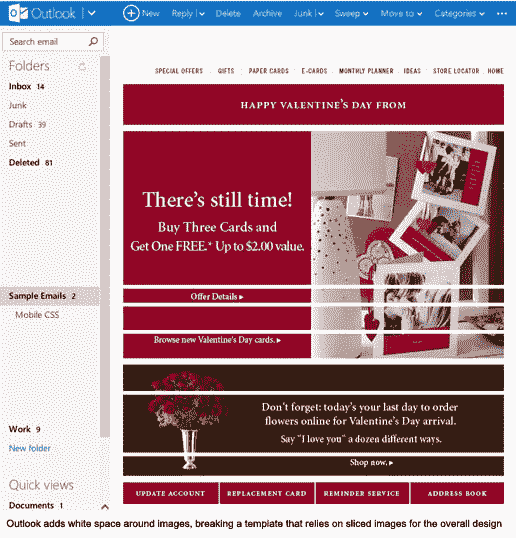 Outlook
New Reply Delete Archive Junk Sweep Move to Categories ...
Search email
Folders
Inbox 14
Junk
Drafts 39
Sent
Deleted 81
Sample Emails 2
Mobile CSS
Work 9
New folder
Quick views
Documents 1
SPECIAL OFFERS GIFTS PAPER CARDS E-CARDS MONTHLY PLANNER IDEAS STORE LOCATOR HOME
HAPPY VALENTINE'S DAY FROM
There's still time!
Buy Three Cards and
Get One FREE.* Up to $2.00 value.
Offer Details ▸
Browse new Valentine's Day cards. ▸
Don't forget: today's your last day to order
flowers online for Valentine's Day arrival.
Say "I love you" a dozen different ways.
Shop now. ▸
UPDATE ACCOUNT REPLACEMENT CARD REMINDER SERVICE ADDRESS BOOK
Outlook adds white space around images, breaking a template that relies on sliced images for the overall design